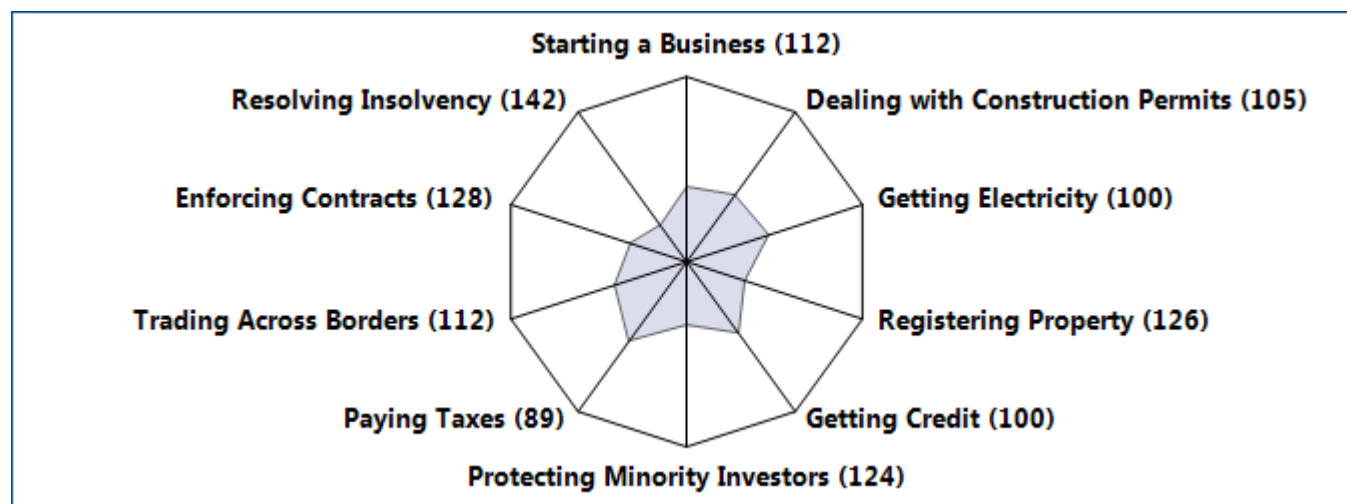 Starting a Business (112)
Resolving Insolvency (142)
Dealing with Construction Permits (105)
Enforcing Contracts (128)
Getting Electricity (100)
Trading Across Borders (112)
Registering Property (126)
Paying Taxes (89)
Getting Credit (100)
Protecting Minority Investors (124)